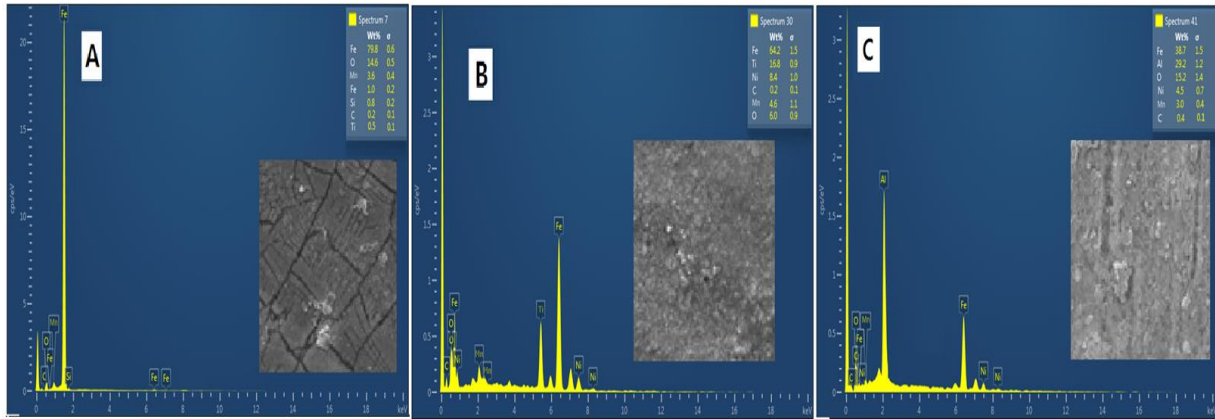 A
Spectrum 7
Wt% σ
Fe 79.8 0.6
O 14.6 0.5
Mn 3.6 0.4
Fe 1.0 0.2
Si 0.8 0.2
C 0.2 0.1
Ti 0.5 0.1
cps/eV
20
15
10
5
0
Fe
Mn
O
Fe
C
Si
Fe
Fe
0 2 4 6 8 10 12 14 16 18 keV
B
Spectrum 30
Wt% σ
Fe 64.2 1.5
Ti 16.8 0.9
Ni 8.4 1.0
C 0.2 0.1
Mn 4.6 1.1
O 6.0 0.9
cps/eV
3
2.5
2
1.5
1
0.5
0
Fe
Ti
Fe
O
O
Ni
C
Mn
Mn
Ni
Ni
0 2 4 6 8 10 12 14 16 18 keV
C
Spectrum 41
Wt% σ
Fe 38.7 1.5
Al 29.2 1.2
O 15.2 1.4
Ni 4.5 0.7
Mn 3.0 0.4
C 0.4 0.1
cps/eV
3
2.5
2
1.5
1
0.5
0
Al
Fe
O
Mn
Fe
C
Ni
Ni
Ni
0 2 4 6 8 10 12 14 16 18 keV